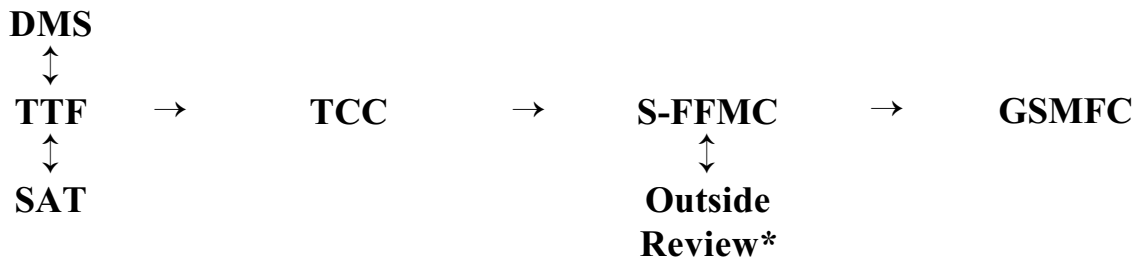 DMS
↕
TTF → TCC → S-FFMC → GSMFC
↕ ↕
SAT Outside
Review*